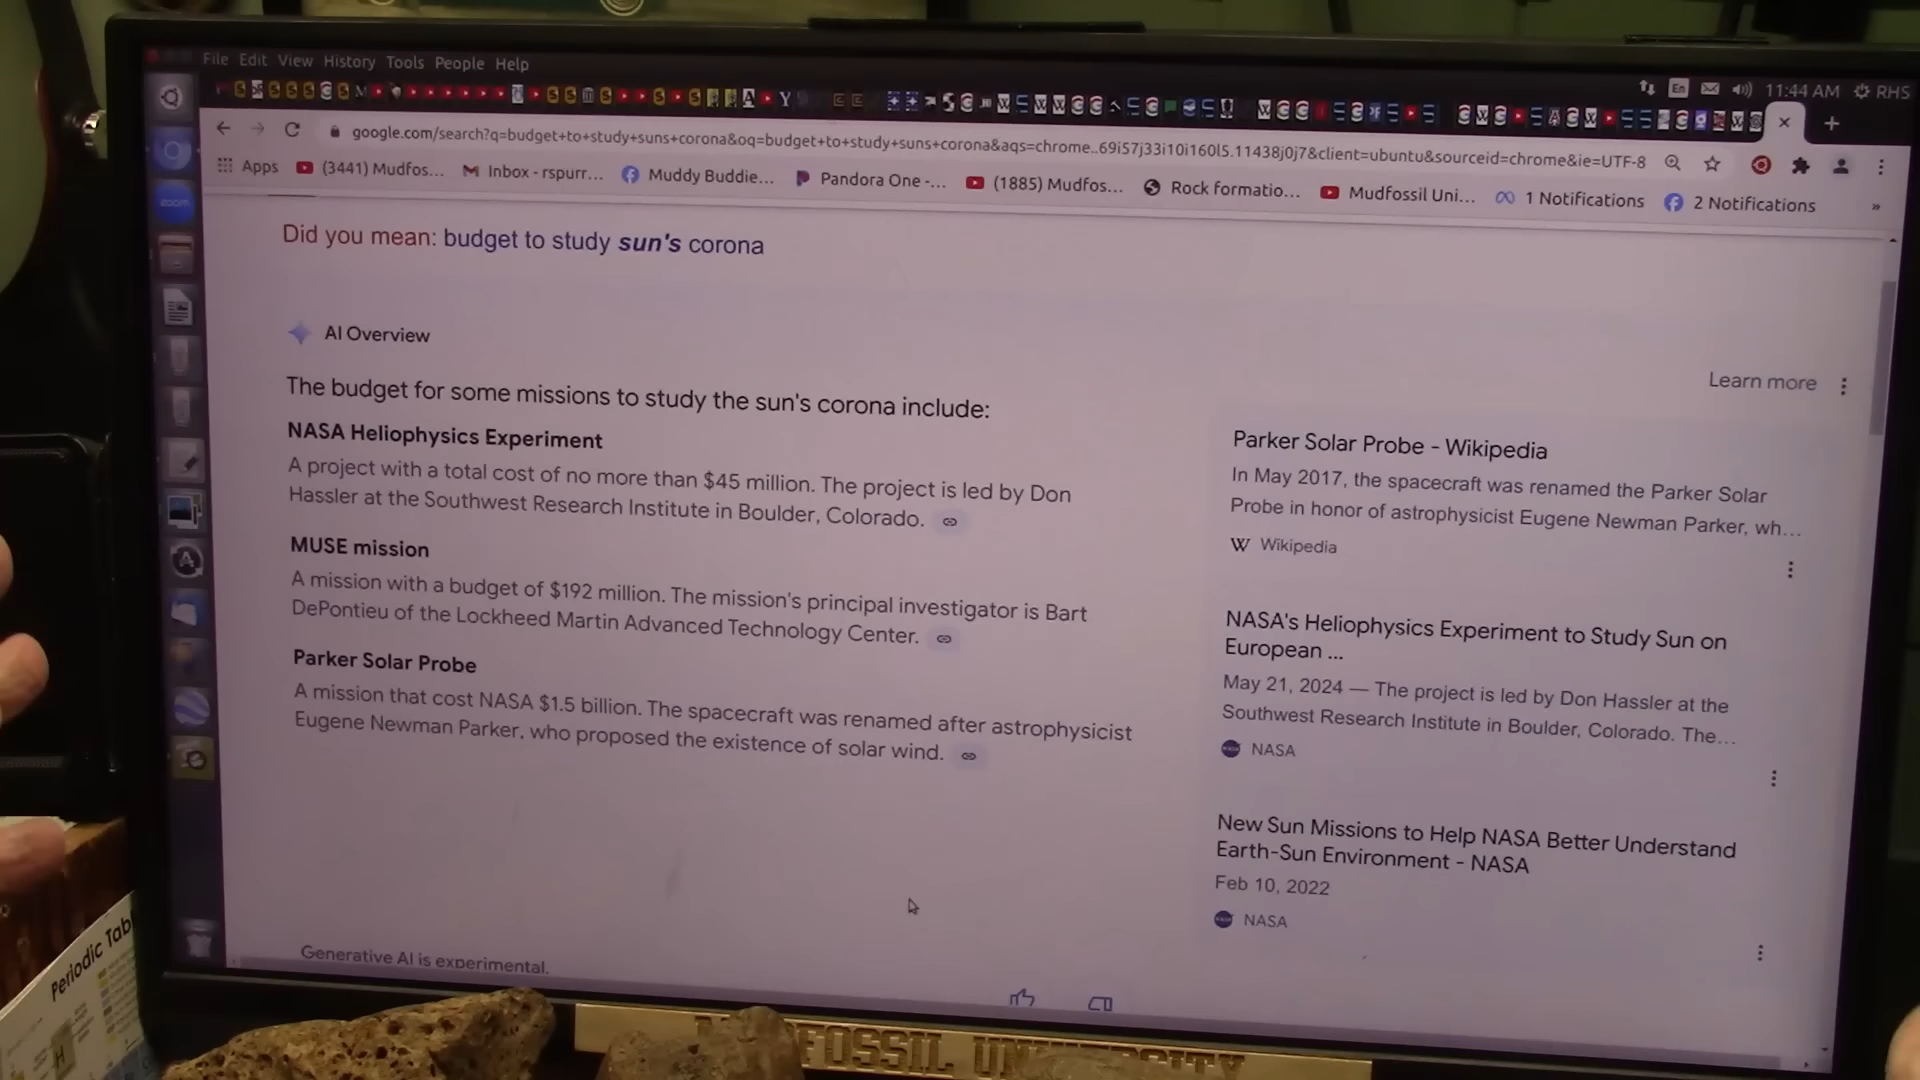 File Edit View History Tools People Help
11:44 AM RHS
En
google.com/search?q=budget+to+study+suns+corona&oq=budget+to+study+suns+corona&aqs=chrome..69i57j33i10i160l5.11438j0j7&client=ubuntu&sourceid=chrome&ie=UTF-8
Apps (3441) Mudfos... Inbox - rspurr... Muddy Buddie... Pandora One -... (1885) Mudfos... Rock formatio... Mudfossil Uni... 1 Notifications 2 Notifications »
zoom
Did you mean: budget to study sun's corona
AI Overview
Learn more
The budget for some missions to study the sun's corona include:
NASA Heliophysics Experiment
A project with a total cost of no more than $45 million. The project is led by Don
Hassler at the Southwest Research Institute in Boulder, Colorado.
MUSE mission
A mission with a budget of $192 million. The mission's principal investigator is Bart
DePontieu of the Lockheed Martin Advanced Technology Center.
Parker Solar Probe
A mission that cost NASA $1.5 billion. The spacecraft was renamed after astrophysicist
Eugene Newman Parker, who proposed the existence of solar wind.
Generative AI is experimental.
Parker Solar Probe - Wikipedia
In May 2017, the spacecraft was renamed the Parker Solar
Probe in honor of astrophysicist Eugene Newman Parker, wh...
W Wikipedia
NASA's Heliophysics Experiment to Study Sun on
European ...
May 21, 2024 — The project is led by Don Hassler at the
Southwest Research Institute in Boulder, Colorado. The...
NASA
New Sun Missions to Help NASA Better Understand
Earth-Sun Environment - NASA
Feb 10, 2022
NASA
Periodic Tab
H
FOSSIL UNIVERSITY